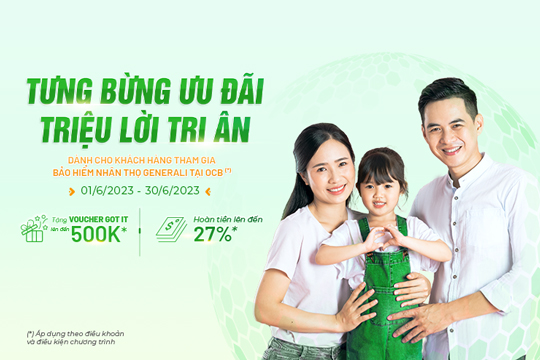 TƯNG BỪNG ƯU ĐÃI
TRIỆU LỜI TRI ÂN
DÀNH CHO KHÁCH HÀNG THAM GIA
BẢO HIỂM NHÂN THỌ GENERALI TẠI OCB (*)
01/6/2023 - 30/6/2023
Tặng VOUCHER GOT IT
lên đến 500K*
Hoàn tiền lên đến
27%*
(*) Áp dụng theo điều khoản
và điều kiện chương trình